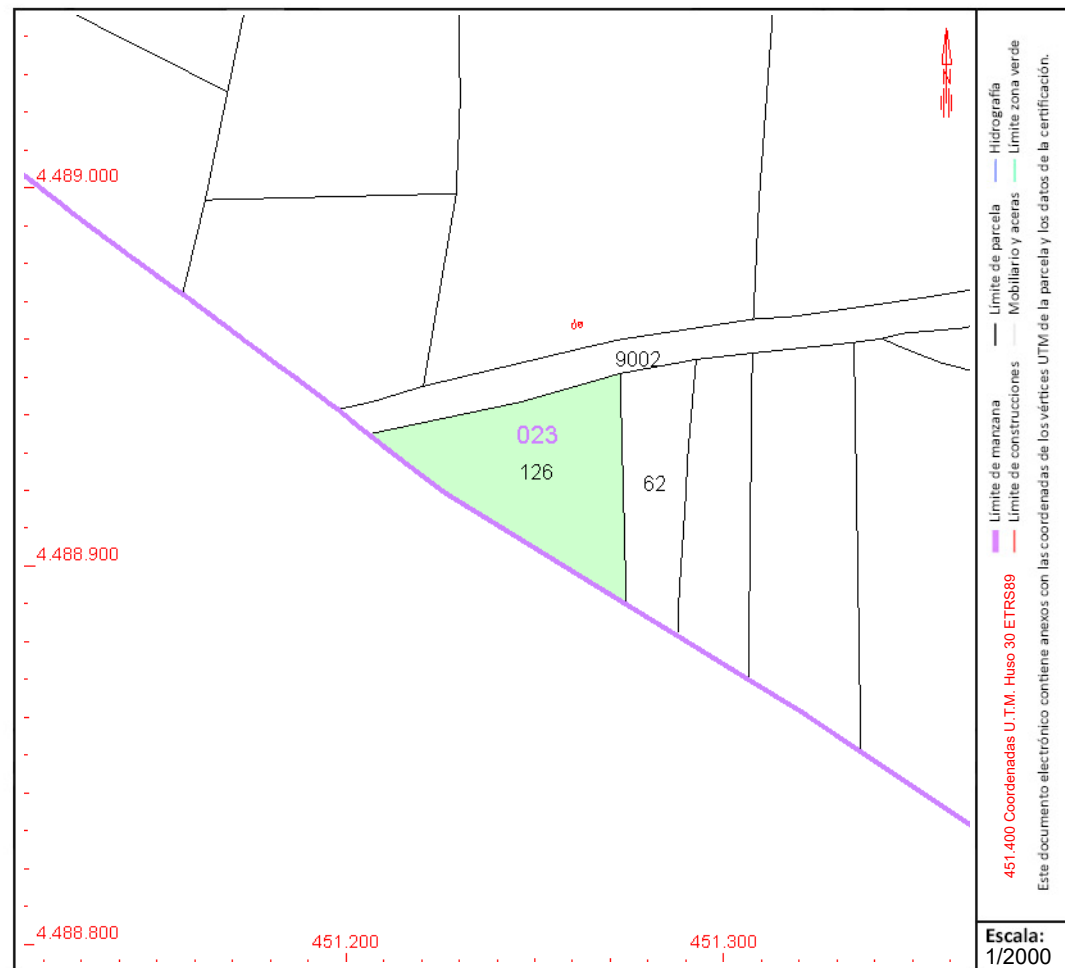 4.489.000
9002
de
023
126
62
4.488.900
4.488.800
451.200
451.300
N
Límite de manzana
Límite de parcela
Hidrografía
Límite de construcciones
Mobiliario y aceras
Límite zona verde
451.400 Coordenadas U.T.M. Huso 30 ETRS89
Este documento electrónico contiene anexos con las coordenadas de los vértices UTM de la parcela y los datos de la certificación.
Escala:
1/2000